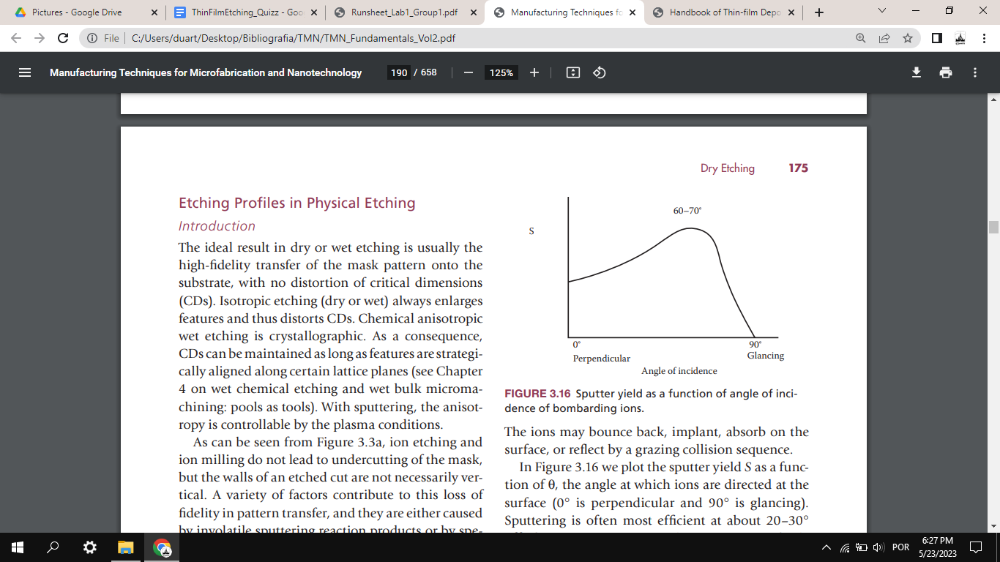 Pictures - Google Drive
ThinFilmEtching_Quizz - Goo
Runsheet_Lab1_Group1.pdf
Manufacturing Techniques fo
Handbook of Thin-film Depo
File
C:/Users/duart/Desktop/Bibliografia/TMN/TMN_Fundamentals_Vol2.pdf
Manufacturing Techniques for Microfabrication and Nanotechnology
190 / 658
125%
Dry Etching 175
Etching Profiles in Physical Etching
Introduction
The ideal result in dry or wet etching is usually the
high-fidelity transfer of the mask pattern onto the
substrate, with no distortion of critical dimensions
(CDs). Isotropic etching (dry or wet) always enlarges
features and thus distorts CDs. Chemical anisotropic
wet etching is crystallographic. As a consequence,
CDs can be maintained as long as features are strategi-
cally aligned along certain lattice planes (see Chapter
4 on wet chemical etching and wet bulk microma-
chining: pools as tools). With sputtering, the anisot-
ropy is controllable by the plasma conditions.
As can be seen from Figure 3.3a, ion etching and
ion milling do not lead to undercutting of the mask,
but the walls of an etched cut are not necessarily ver-
tical. A variety of factors contribute to this loss of
fidelity in pattern transfer, and they are either caused
by involatile sputtering reaction products or by spe-
60–70°
S
0°
90°
Perpendicular
Glancing
Angle of incidence
FIGURE 3.16 Sputter yield as a function of angle of inci-
dence of bombarding ions.
The ions may bounce back, implant, absorb on the
surface, or reflect by a grazing collision sequence.
In Figure 3.16 we plot the sputter yield S as a func-
tion of θ, the angle at which ions are directed at the
surface (0° is perpendicular and 90° is glancing).
Sputtering is often most efficient at about 20–30°
POR
6:27 PM
5/23/2023